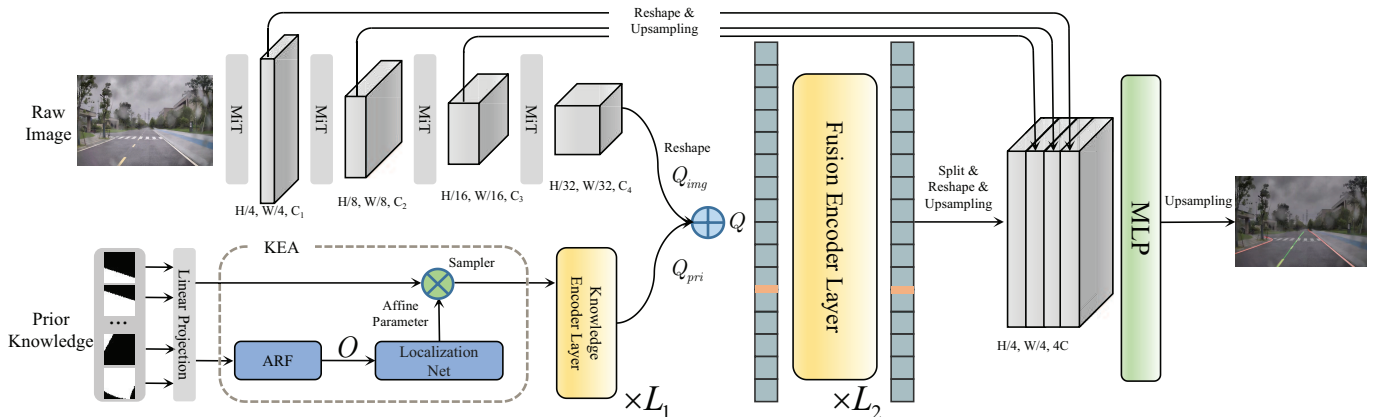 Reshape &
Upsampling
Raw
Image
MiT
MiT
MiT
MiT
H/4, W/4, C₁
H/8, W/8, C₂
H/16, W/16, C₃
H/32, W/32, C₄
Reshape
Q_img
Q
Q_pri
Fusion Encoder Layer
×L₂
Split &
Reshape &
Upsampling
H/4, W/4, 4C
MLP
Upsampling
Prior
Knowledge
...
Linear Projection
KEA
Sampler
Affine
Parameter
ARF
O
Localization
Net
Knowledge
Encoder Layer
×L₁